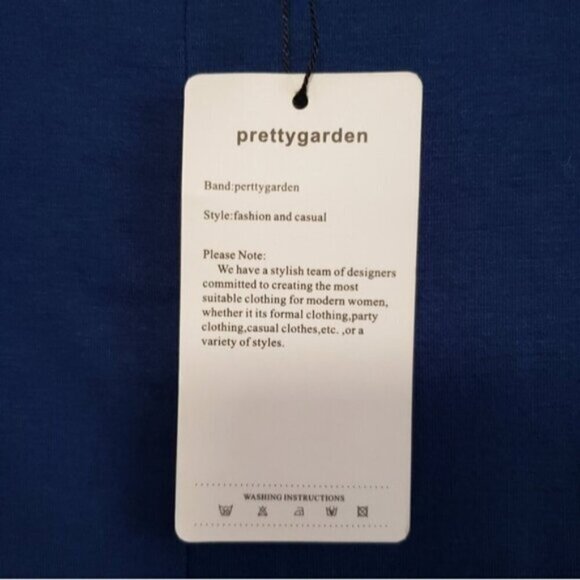 prettygarden
Band:perttygarden
Style:fashion and casual
Please Note:
We have a stylish team of designers
committed to creating the most
suitable clothing for modern women,
whether it its formal clothing,party
clothing,casual clothes,etc. ,or a
variety of styles.
WASHING INSTRUCTIONS